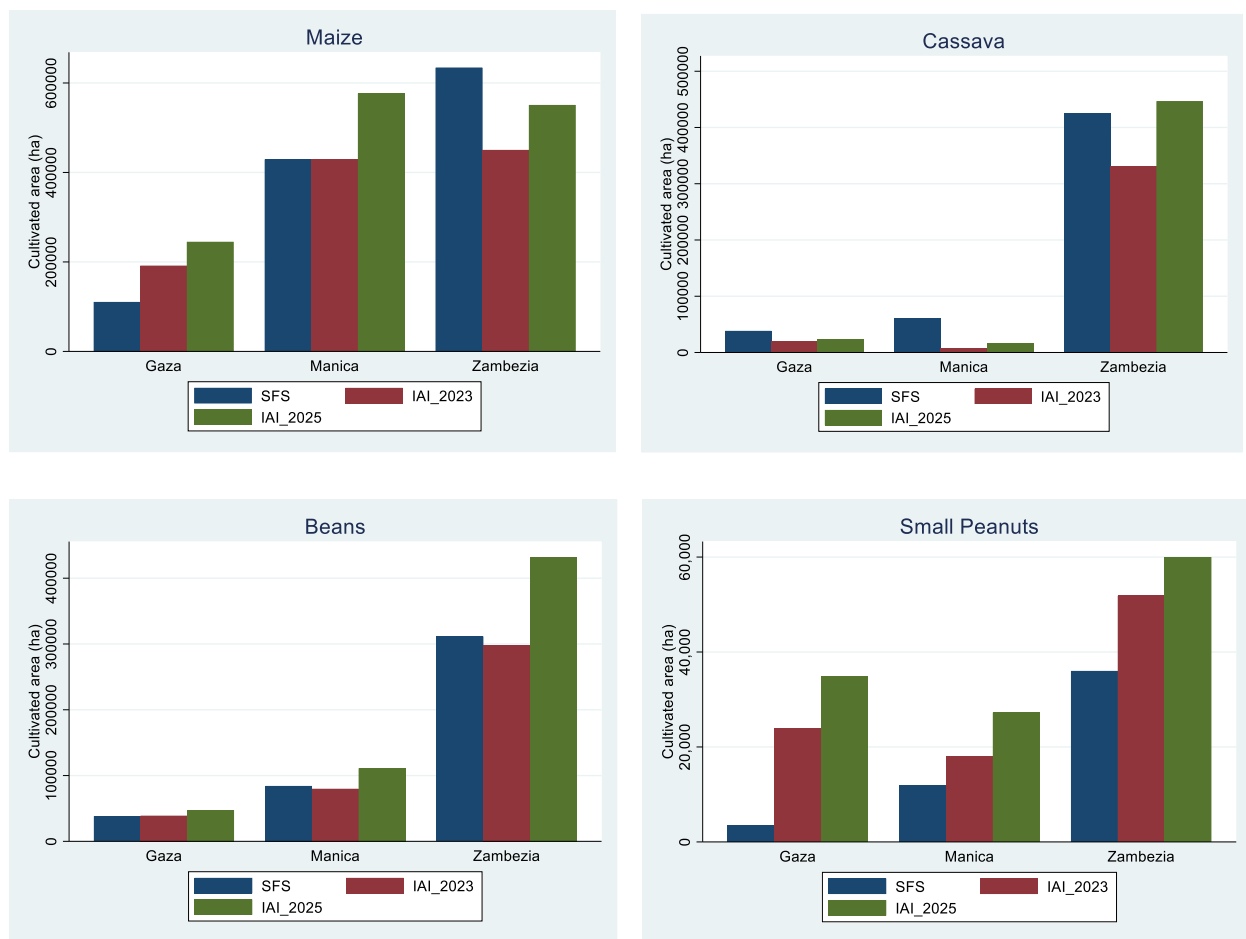 Maize
Cultivated area (ha)
600000
400000
200000
0
Gaza Manica Zambezia
SFS IAI_2023
IAI_2025
Cassava
Cultivated area (ha)
500000
400000
300000
200000
100000
0
Gaza Manica Zambezia
SFS IAI_2023
IAI_2025
Beans
Cultivated area (ha)
400000
300000
200000
100000
0
Gaza Manica Zambezia
SFS IAI_2023
IAI_2025
Small Peanuts
Cultivated area (ha)
60,000
40,000
20,000
0
Gaza Manica Zambezia
SFS IAI_2023
IAI_2025